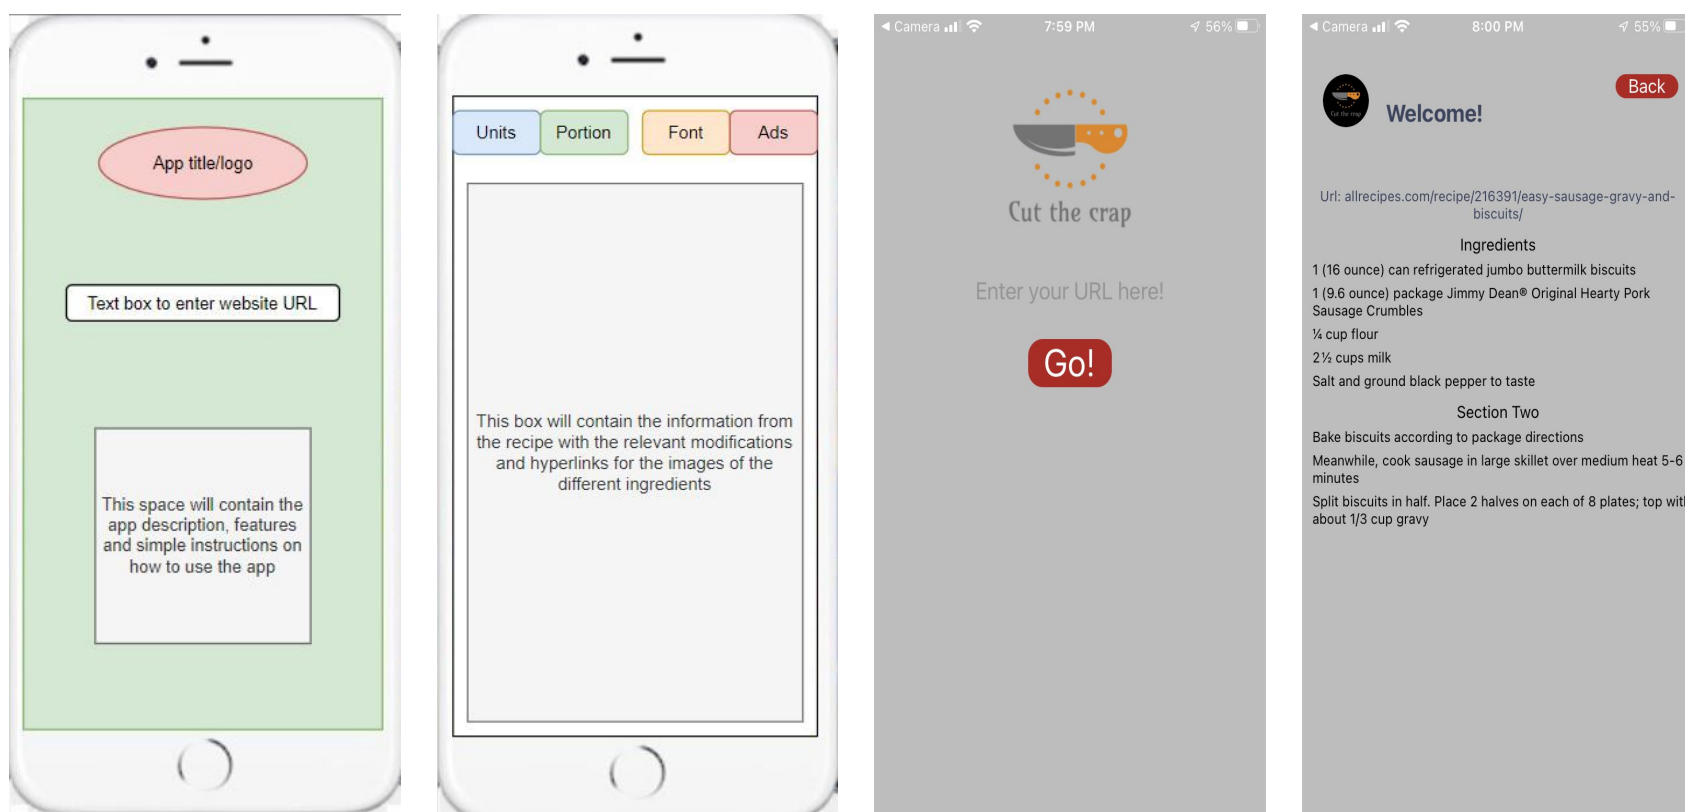 App title/logo
Text box to enter website URL
This space will contain the
app description, features
and simple instructions on
how to use the app
Units
Portion
Font
Ads
This box will contain the information from
the recipe with the relevant modifications
and hyperlinks for the images of the
different ingredients
Camera
7:59 PM
56%
Cut the crap
Enter your URL here!
Go!
Camera
8:00 PM
55%
Back
Cut the crap
Welcome!
Url: allrecipes.com/recipe/216391/easy-sausage-gravy-and-
biscuits/
Ingredients
1 (16 ounce) can refrigerated jumbo buttermilk biscuits
1 (9.6 ounce) package Jimmy Dean® Original Hearty Pork
Sausage Crumbles
¼ cup flour
2 ½ cups milk
Salt and ground black pepper to taste
Section Two
Bake biscuits according to package directions
Meanwhile, cook sausage in large skillet over medium heat 5-6
minutes
Split biscuits in half. Place 2 halves on each of 8 plates; top wit
about 1/3 cup gravy